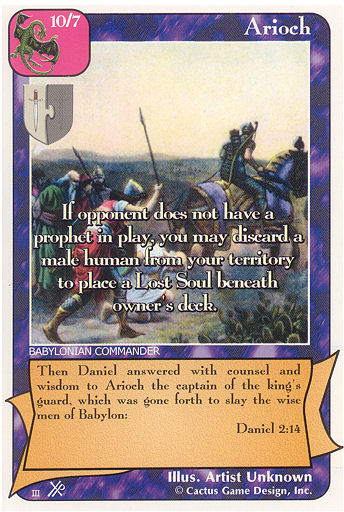 10/7
Arioch
If opponent does not have a
prophet in play, you may discard a
male human from your territory
to place a Lost Soul beneath
owner's deck.
BABYLONIAN COMMANDER
Then Daniel answered with counsel and
wisdom to Arioch the captain of the king's
guard, which was gone forth to slay the wise
men of Babylon:
Daniel 2:14
Illus. Artist Unknown
III
© Cactus Game Design, Inc.